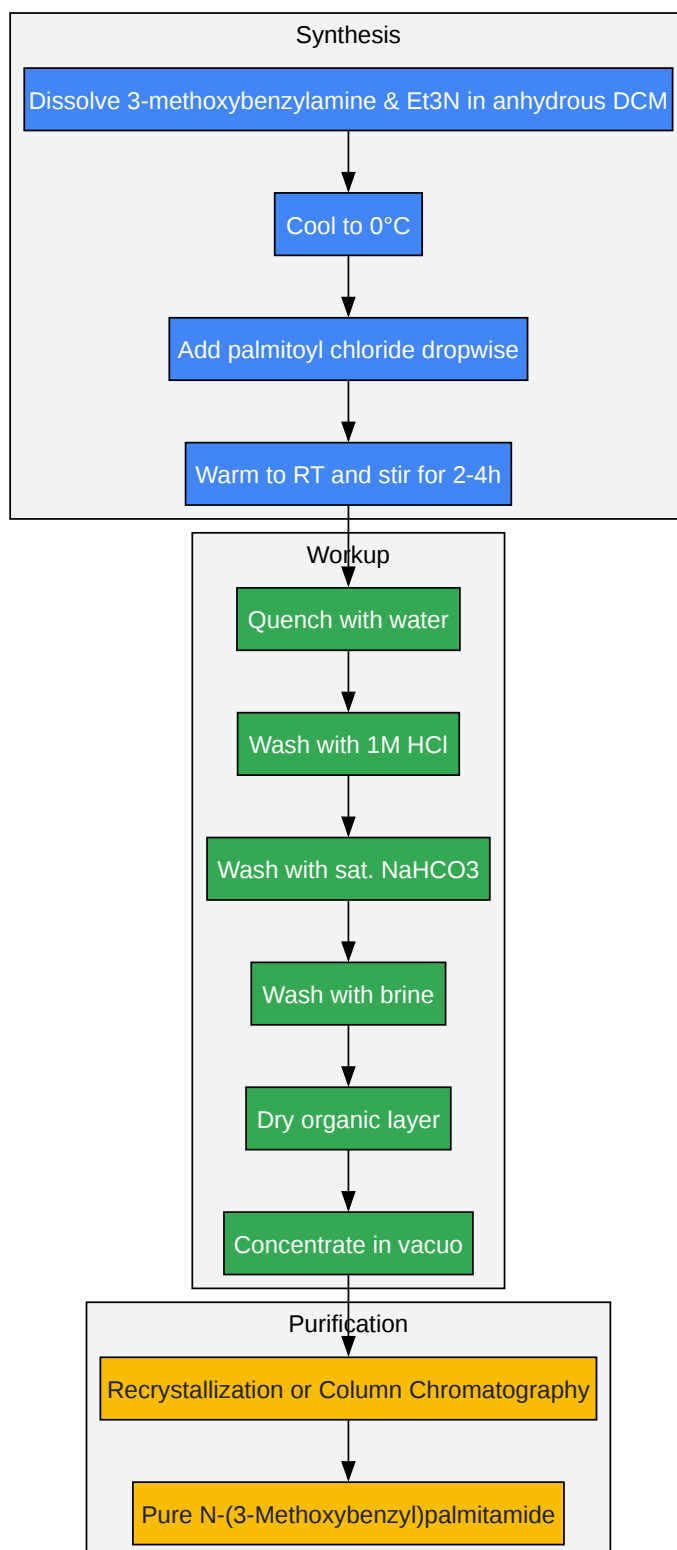 Synthesis
Dissolve 3-methoxybenzylamine & Et3N in anhydrous DCM
Cool to 0°C
Add palmitoyl chloride dropwise
Warm to RT and stir for 2-4h
Workup
Quench with water
Wash with 1M HCl
Wash with sat. NaHCO3
Wash with brine
Dry organic layer
Concentrate in vacuo
Purification
Recrystallization or Column Chromatography
Pure N-(3-Methoxybenzyl)palmitamide